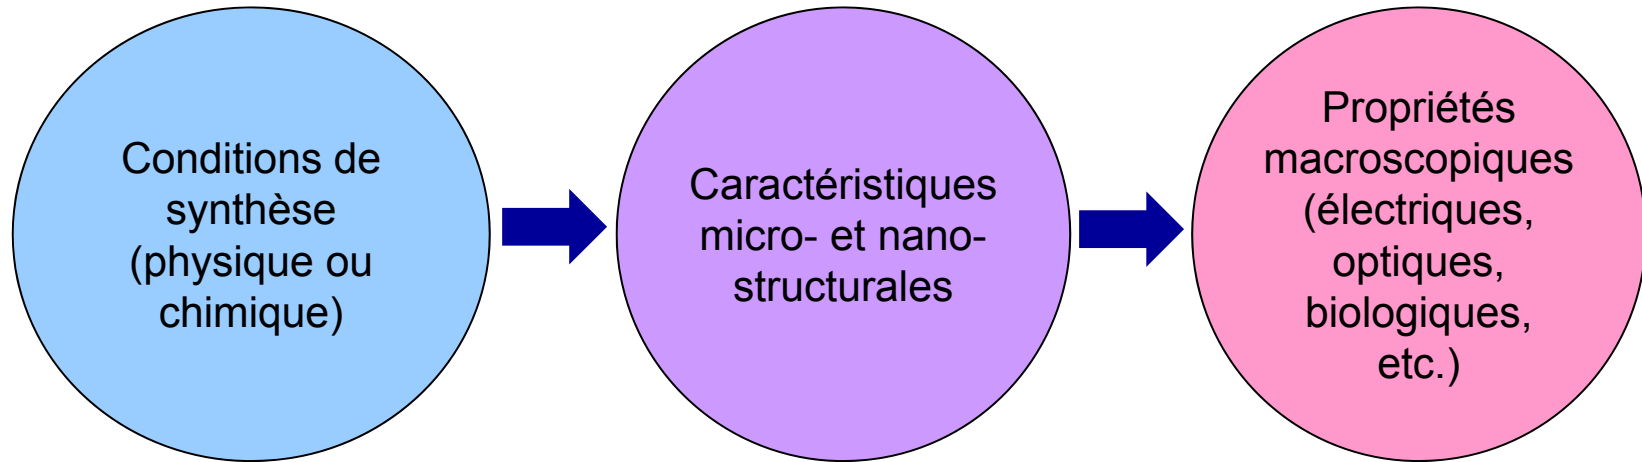 Conditions de
synthèse
(physique ou
chimique)
Caractéristiques
micro- et nano-
structurales
Propriétés
macroscopiques
(électriques,
optiques,
biologiques,
etc.)